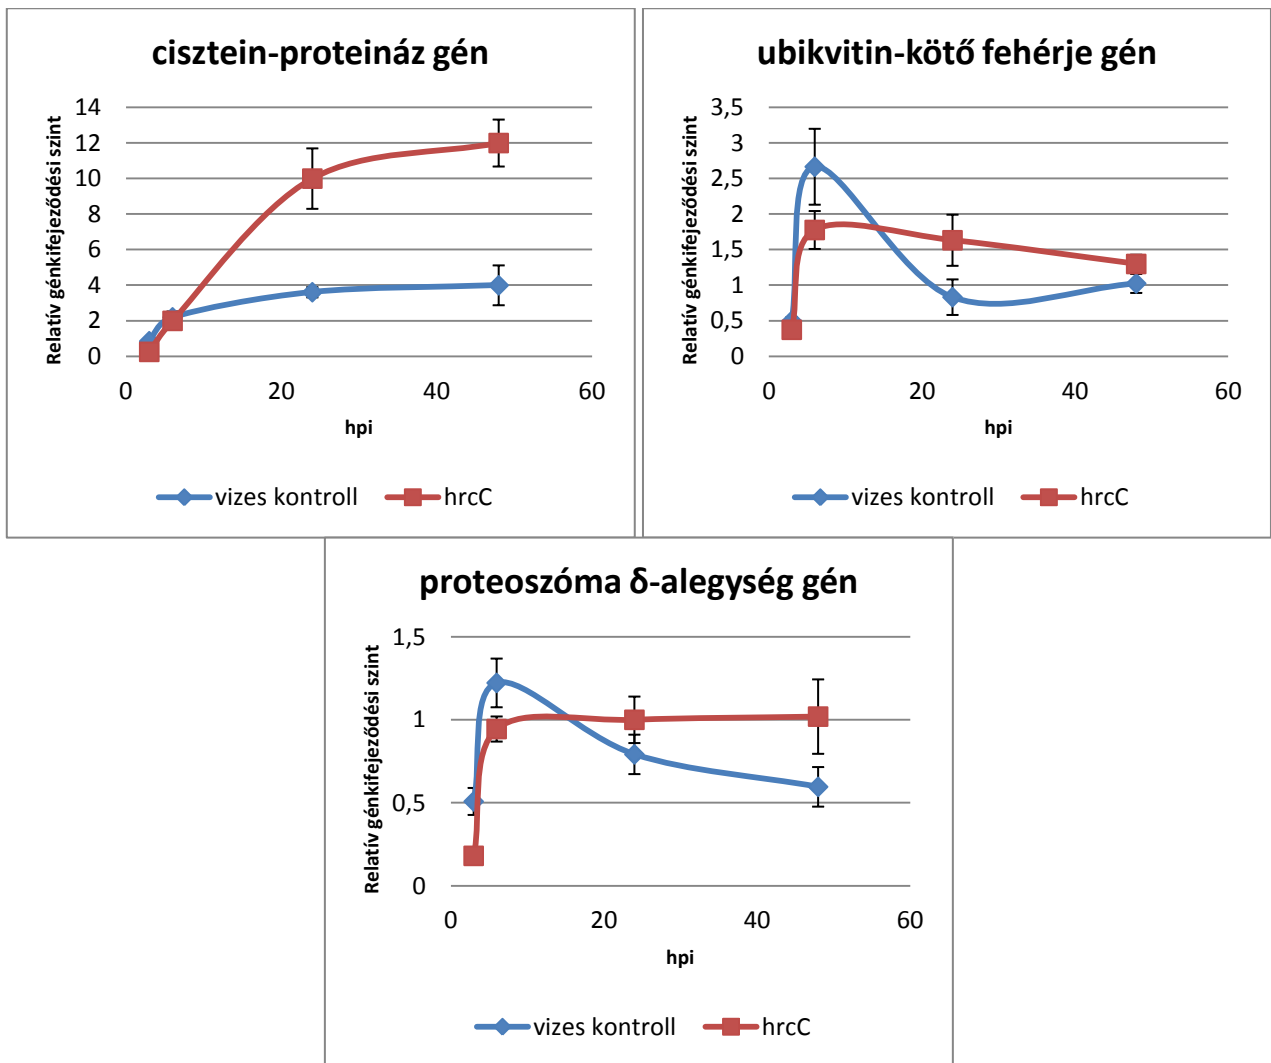 cisztein-proteináz gén
Relatív génkifejeződési szint
14
12
10
8
6
4
2
0
0 20 40 60
hpi
vizes kontroll hrcC
ubikvitin-kötő fehérje gén
Relatív génkifejeződési szint
3,5
3
2,5
2
1,5
1
0,5
0
0 20 40 60
hpi
vizes kontroll hrcC
proteoszóma δ-alegység gén
Relatív génkifejeződési szint
1,5
1
0,5
0
0 20 40 60
hpi
vizes kontroll hrcC